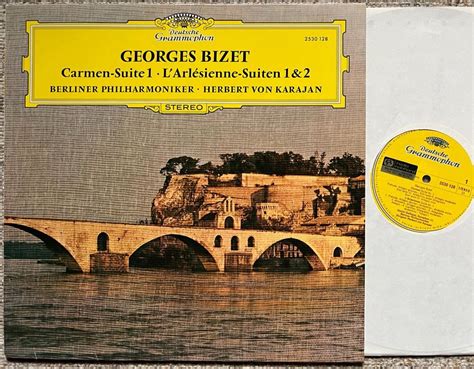 Deutsche
Grammophon
2530 128
GEORGES BIZET
Carmen-Suite 1 · L'Arlésienne-Suiten 1 & 2
BERLINER PHILHARMONIKER · HERBERT VON KARAJAN
STEREO
Deutsche
Grammophon
1
2530 128